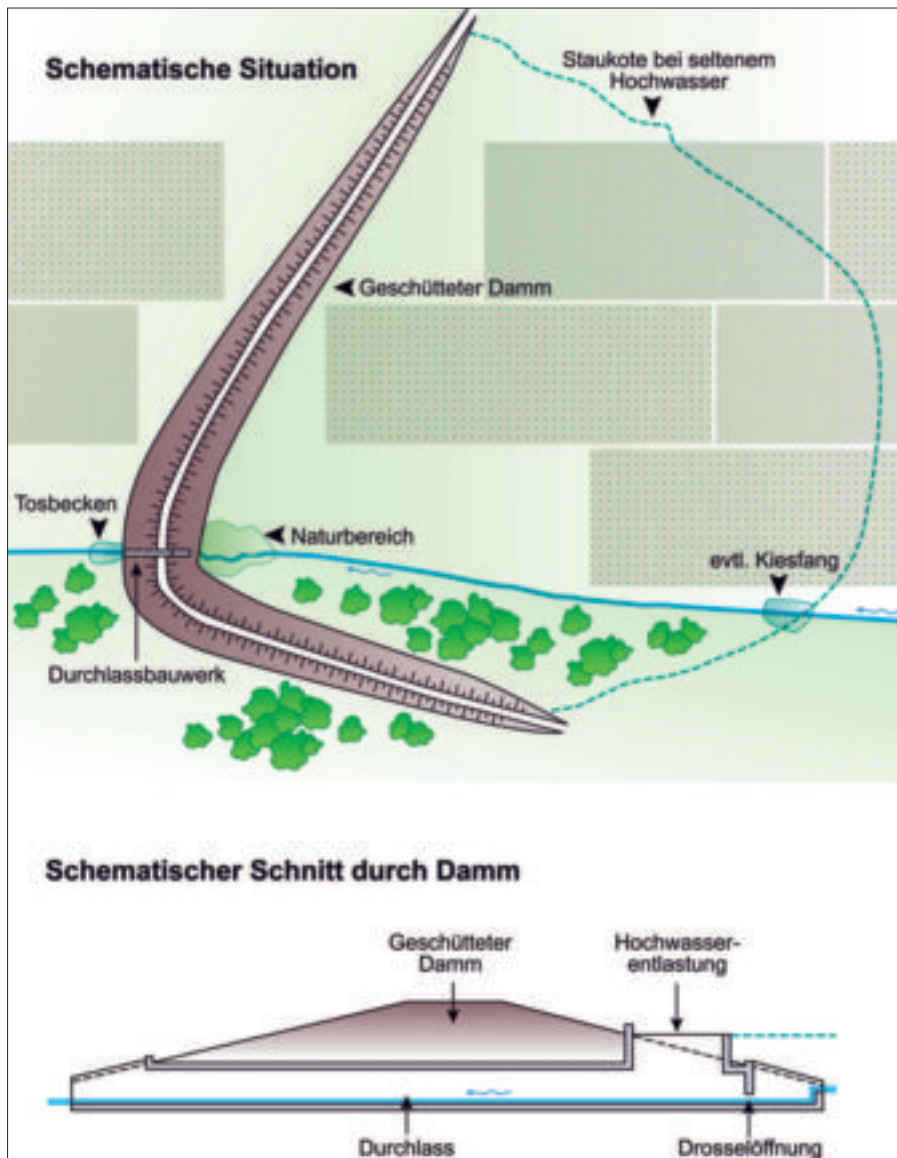 Schematische Situation
Staukote bei seltenem
Hochwasser
Geschütteter Damm
Tosbecken
Naturbereich
evtl. Kiesfang
Durchlassbauwerk
Schematischer Schnitt durch Damm
Geschütteter
Damm
Hochwasser-
entlastung
Durchlass
Drosselöffnung